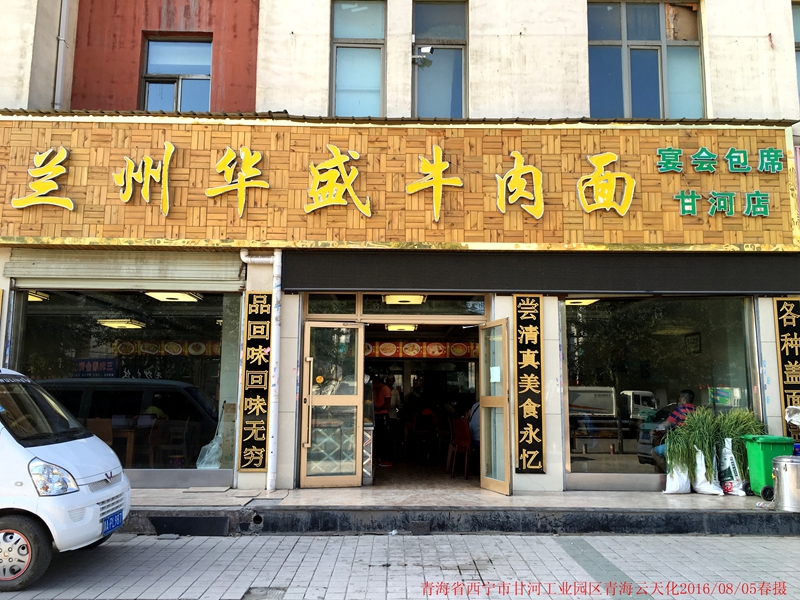 兰州华盛牛肉面
宴会包席
甘河店
品回味回味无穷
尝清真美食永忆
各种盖面
青海省西宁市甘河工业园区青海云天化2016/08/05春摄